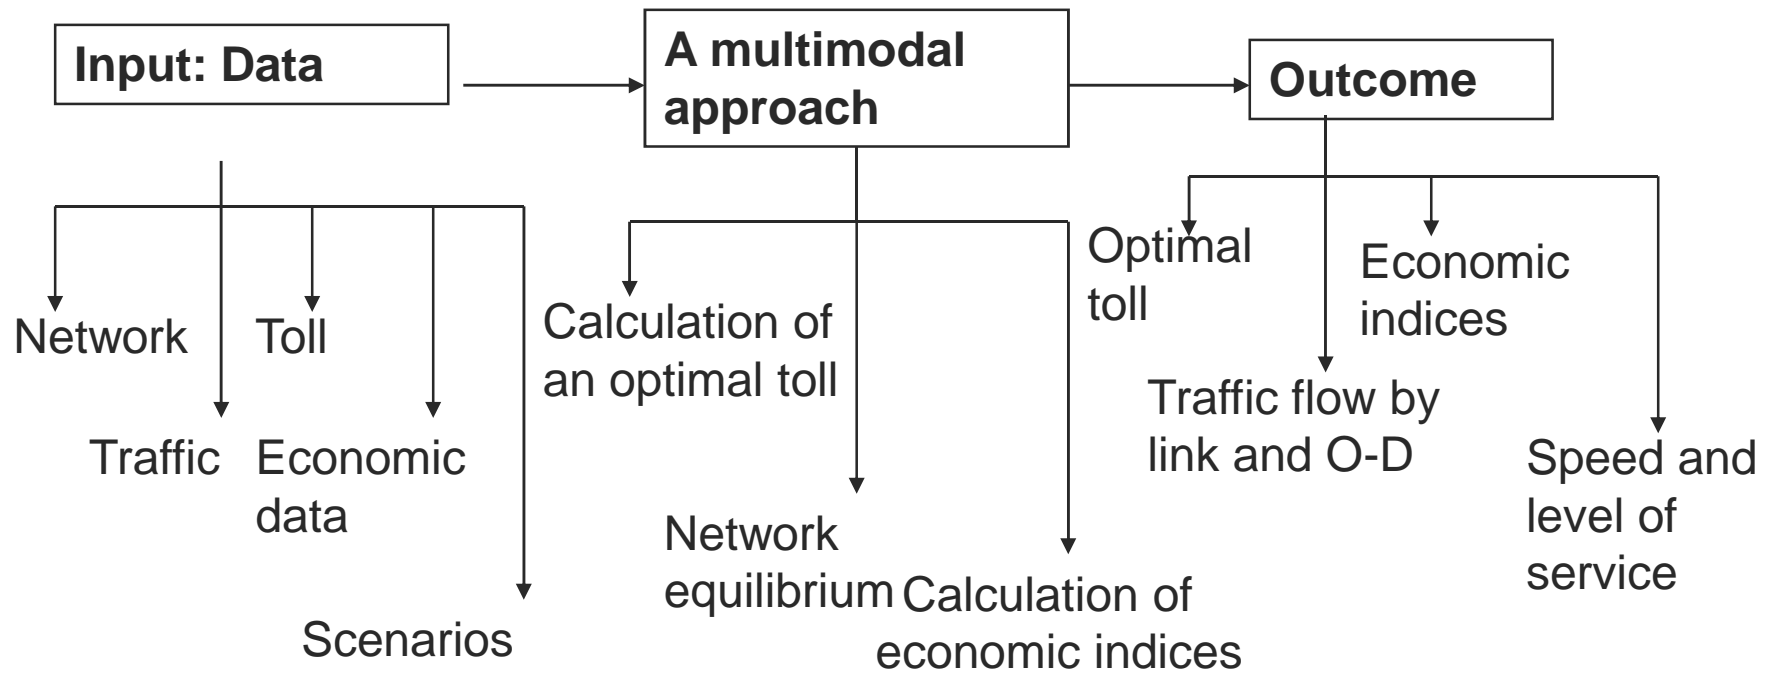 Input: Data
A multimodal
approach
Outcome
Network
Toll
Traffic
Economic
data
Scenarios
Calculation of
an optimal toll
Network
equilibrium
Calculation of
economic indices
Optimal
toll
Economic
indices
Traffic flow by
link and O-D
Speed and
level of
service